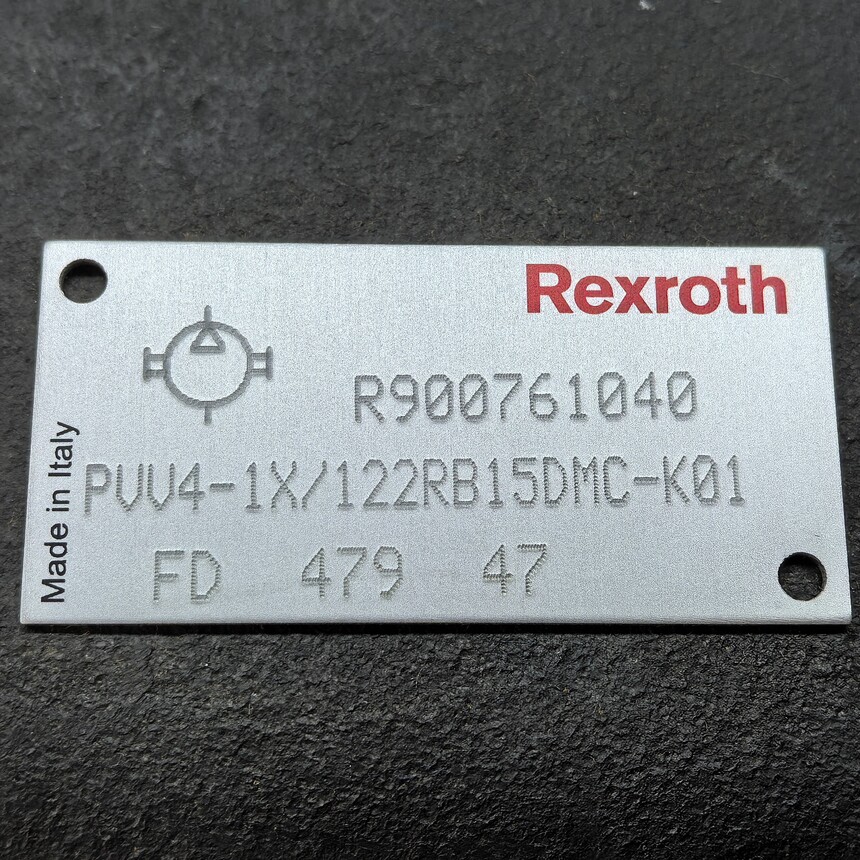 Rexroth
R900761040
PVV4-1X/122RB15DMC-K01
FD 479 47
Made in Italy